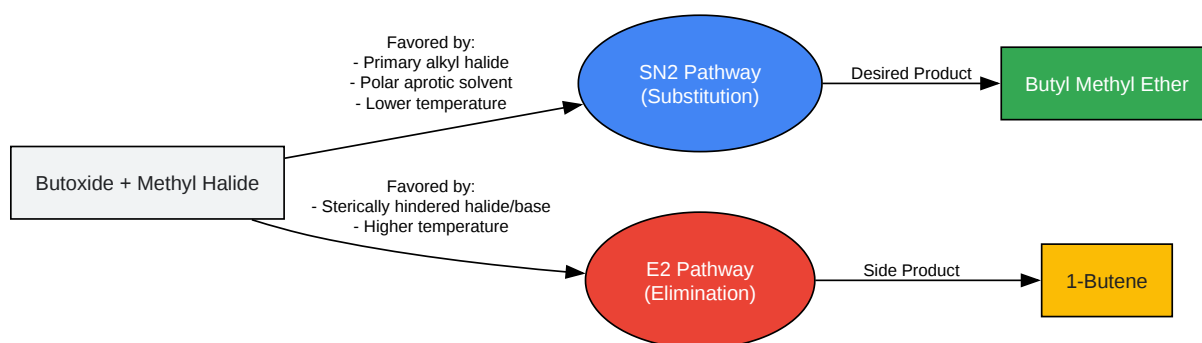 Favored by:
- Primary alkyl halide
- Polar aprotic solvent
- Lower temperature
SN2 Pathway
(Substitution)
Desired Product
Butyl Methyl Ether
Butoxide + Methyl Halide
Favored by:
- Sterically hindered halide/base
- Higher temperature
E2 Pathway
(Elimination)
Side Product
1-Butene